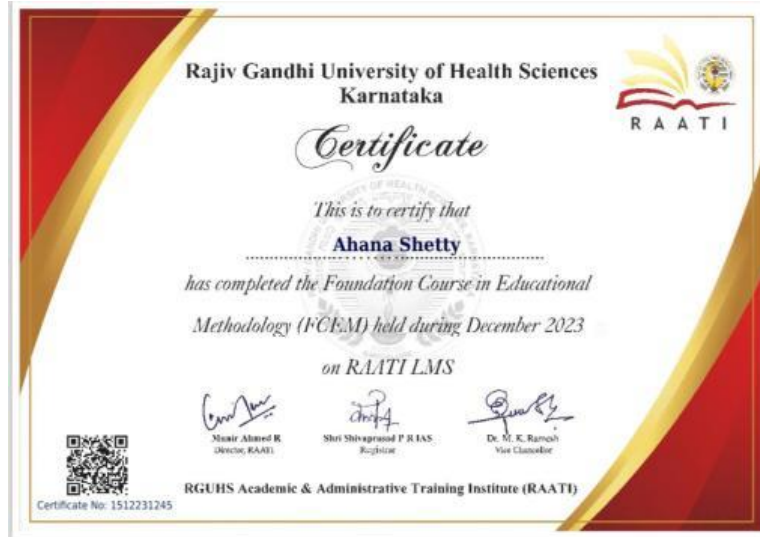 Rajiv Gandhi University of Health Sciences
Karnataka
RAATI
Certificate
This is to certify that
Ahana Shetty
has completed the Foundation Course in Educational
Methodology (FCEM) held during December 2023
on RAATI LMS
Munir Ahmed R
Director, RAATI
Shri Shivaprasad P R IAS
Registrar
Dr. M. K. Ramesh
Vice Chancellor
RGUHS Academic & Administrative Training Institute (RAATI)
Certificate No: 1512231245